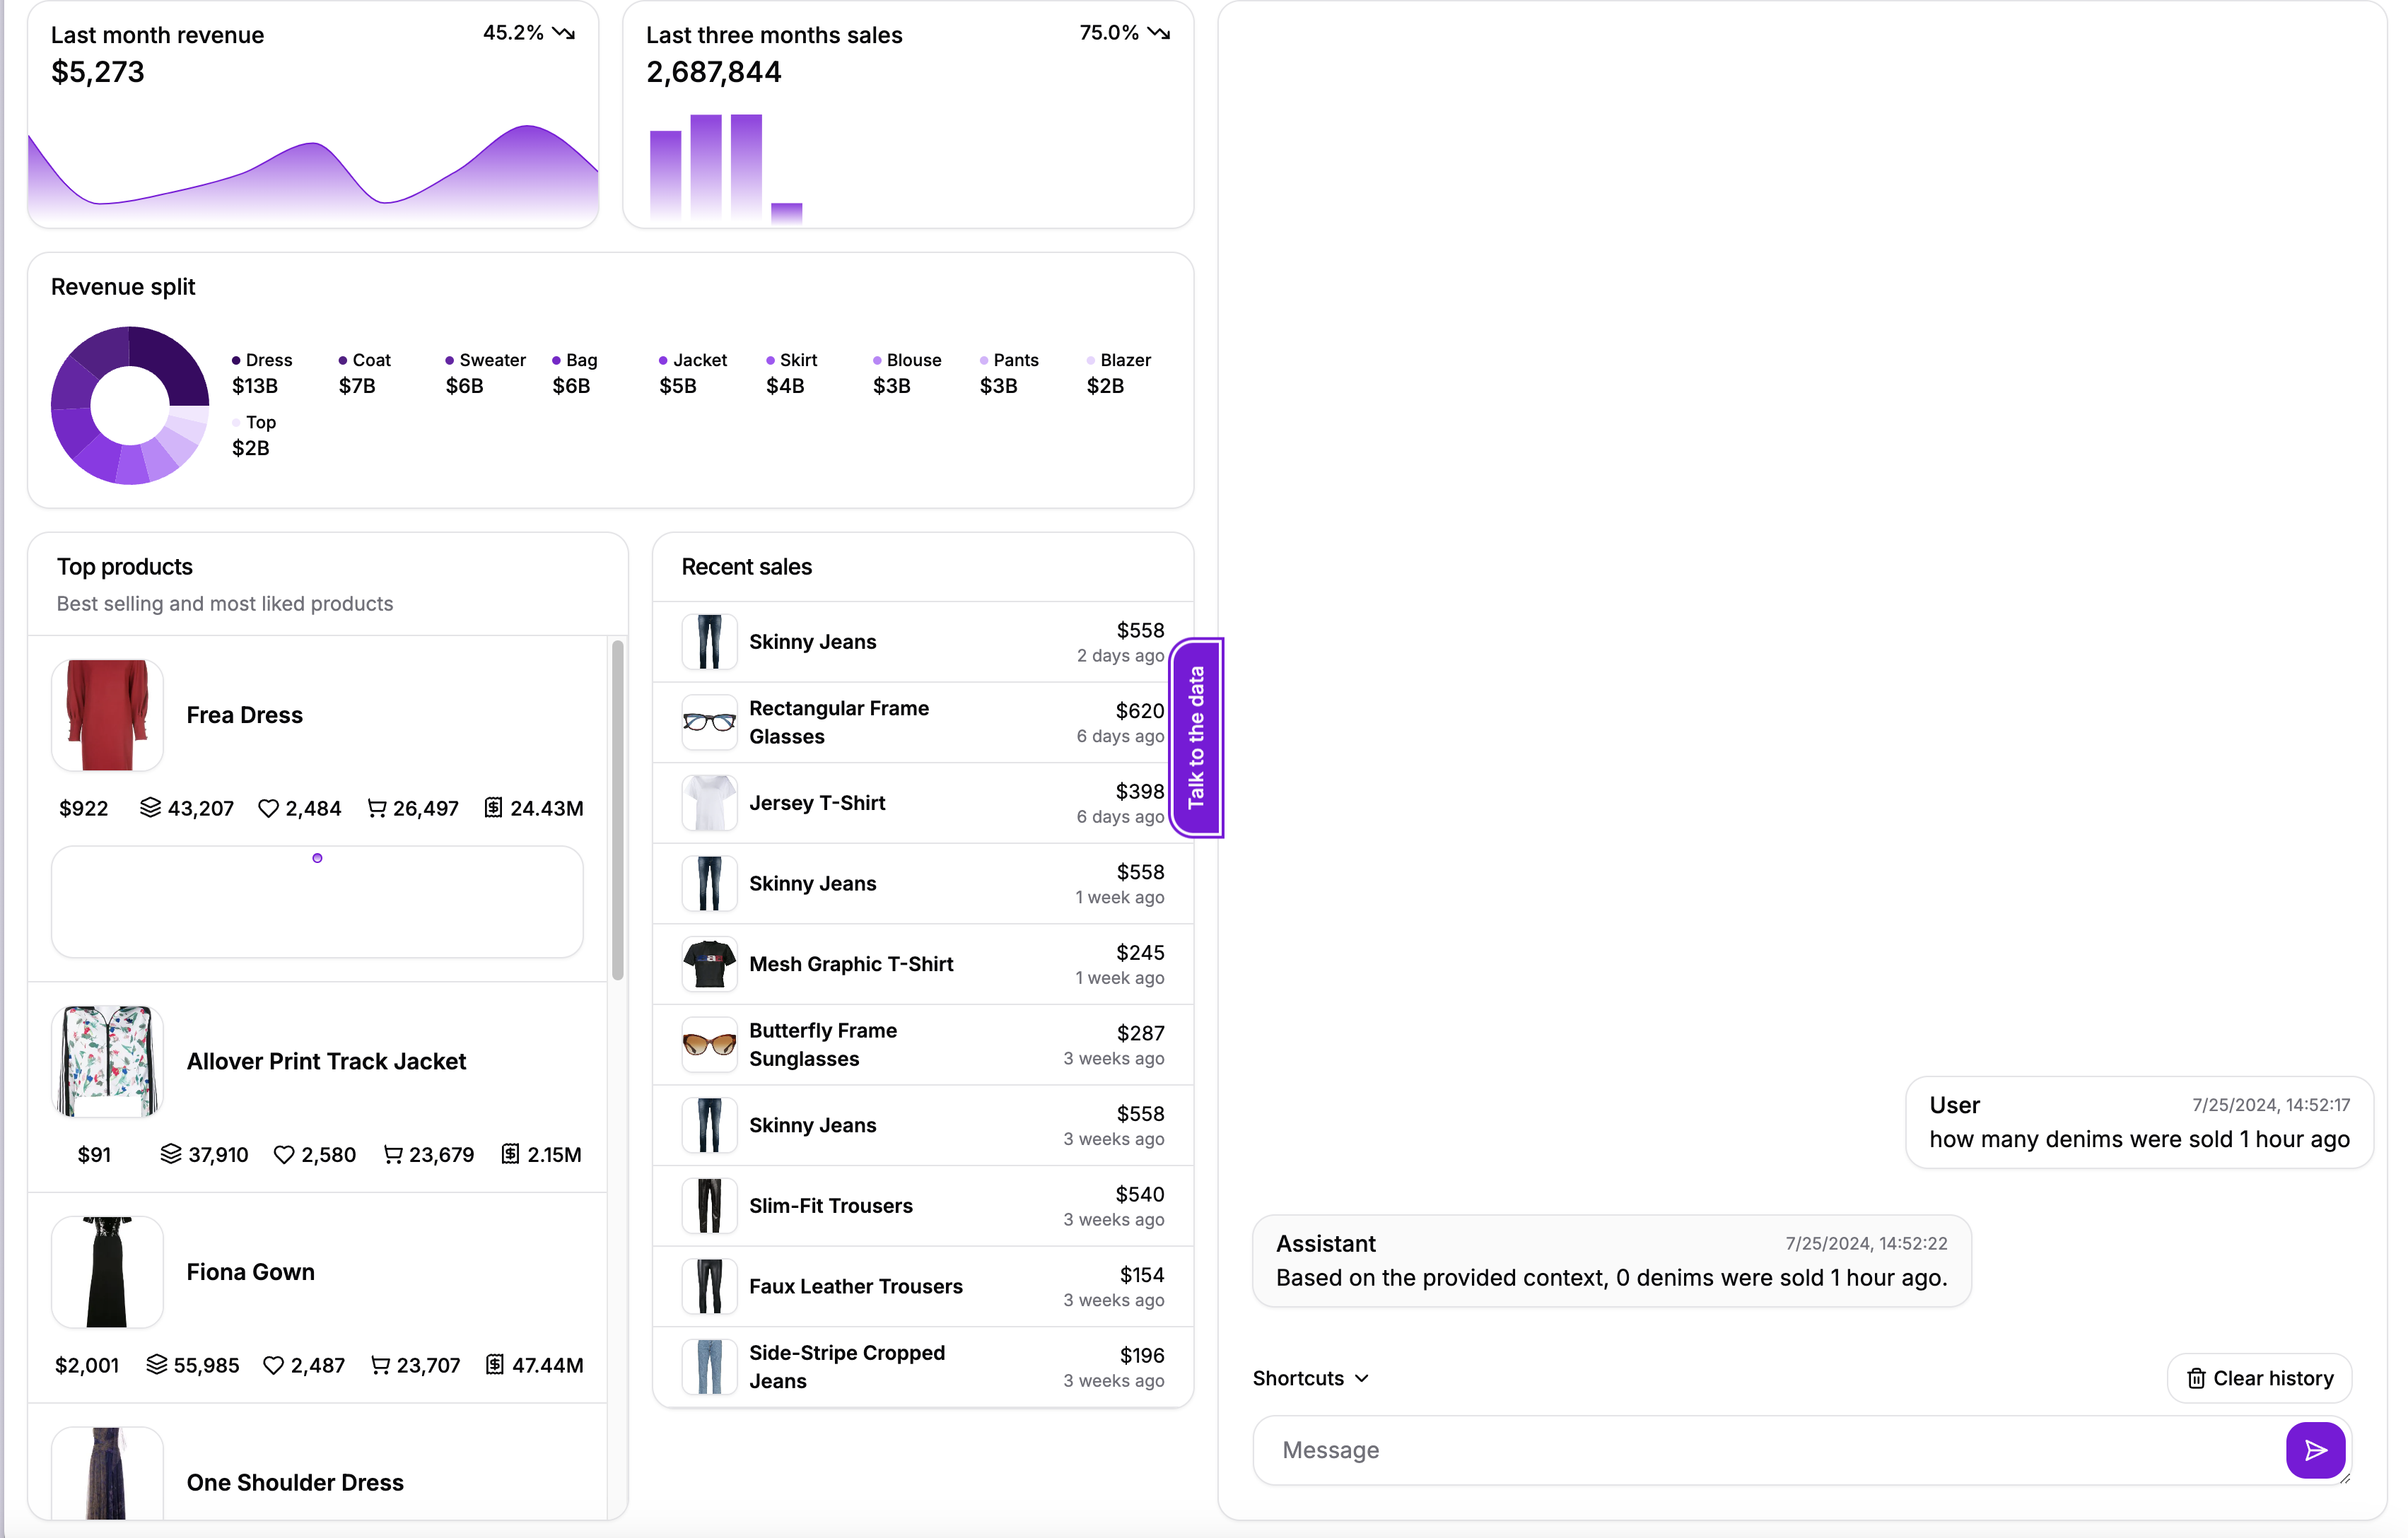 Last month revenue
45.2%
$5,273
Last three months sales
75.0%
2,687,844
Revenue split
Dress
$13B
Coat
$7B
Sweater
$6B
Bag
$6B
Jacket
$5B
Skirt
$4B
Blouse
$3B
Pants
$3B
Blazer
$2B
Top
$2B
Top products
Best selling and most liked products
Frea Dress
$922 43,207 2,484 26,497 24.43M
Allover Print Track Jacket
$91 37,910 2,580 23,679 2.15M
Fiona Gown
$2,001 55,985 2,487 23,707 47.44M
One Shoulder Dress
Recent sales
Skinny Jeans
$558
2 days ago
Rectangular Frame
Glasses
$620
6 days ago
Jersey T-Shirt
$398
6 days ago
Skinny Jeans
$558
1 week ago
Mesh Graphic T-Shirt
$245
1 week ago
Butterfly Frame
Sunglasses
$287
3 weeks ago
Skinny Jeans
$558
3 weeks ago
Slim-Fit Trousers
$540
3 weeks ago
Faux Leather Trousers
$154
3 weeks ago
Side-Stripe Cropped
Jeans
$196
3 weeks ago
Talk to the data
User 7/25/2024, 14:52:17
how many denims were sold 1 hour ago
Assistant 7/25/2024, 14:52:22
Based on the provided context, 0 denims were sold 1 hour ago.
Shortcuts
Clear history
Message